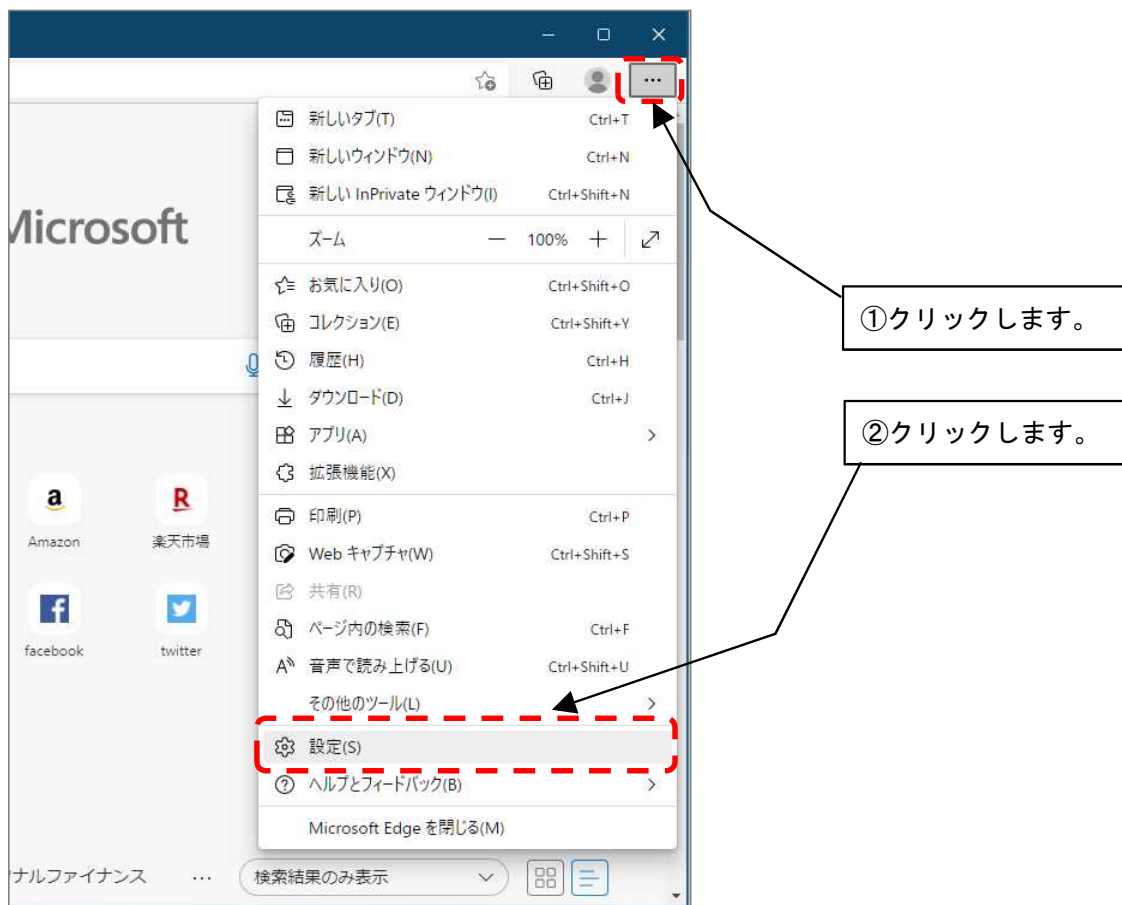 新しいタブ(T) Ctrl+T
新しいウィンドウ(N) Ctrl+N
新しい InPrivate ウィンドウ(I) Ctrl+Shift+N
Microsoft
ズーム 100%
お気に入り(O) Ctrl+Shift+O
コレクション(E) Ctrl+Shift+Y
履歴(H) Ctrl+H
ダウンロード(D) Ctrl+J
アプリ(A)
拡張機能(X)
印刷(P) Ctrl+P
Web キャプチャ(W) Ctrl+Shift+S
共有(R)
ページ内の検索(F) Ctrl+F
音声で読み上げる(U) Ctrl+Shift+U
その他のツール(L)
設定(S)
ヘルプとフィードバック(B)
Microsoft Edge を閉じる(M)
①クリックします。
②クリックします。
a
R
Amazon
楽天市場
f
facebook
twitter
ナルファイナンス ...
検索結果のみ表示